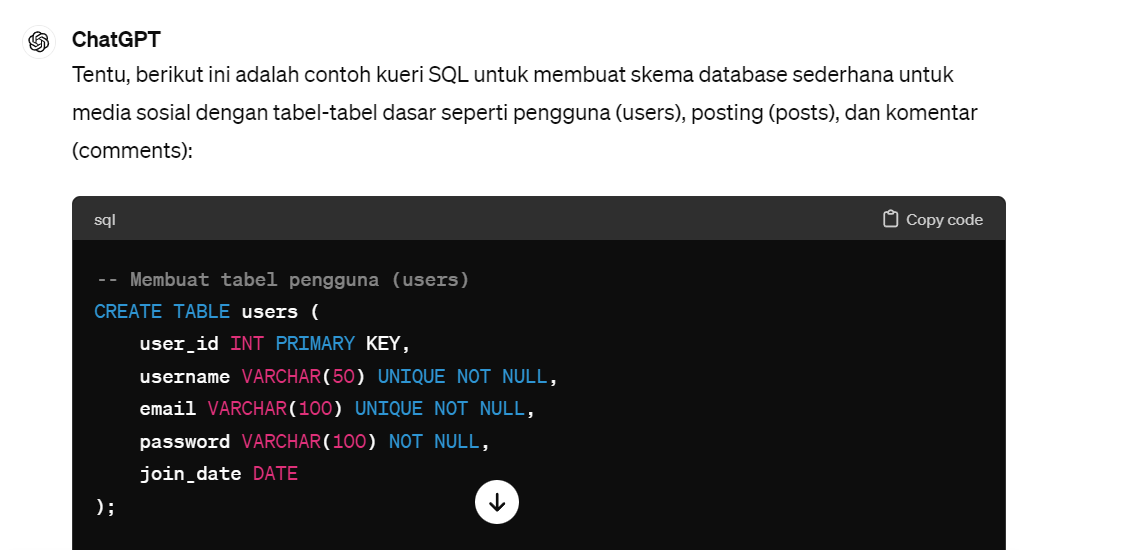 ChatGPT
Tentu, berikut ini adalah contoh kueri SQL untuk membuat skema database sederhana untuk
media sosial dengan tabel-tabel dasar seperti pengguna (users), posting (posts), dan komentar
(comments):
sql
Copy code
-- Membuat tabel pengguna (users)
CREATE TABLE users (
    user_id INT PRIMARY KEY,
    username VARCHAR(50) UNIQUE NOT NULL,
    email VARCHAR(100) UNIQUE NOT NULL,
    password VARCHAR(100) NOT NULL,
    join_date DATE
);